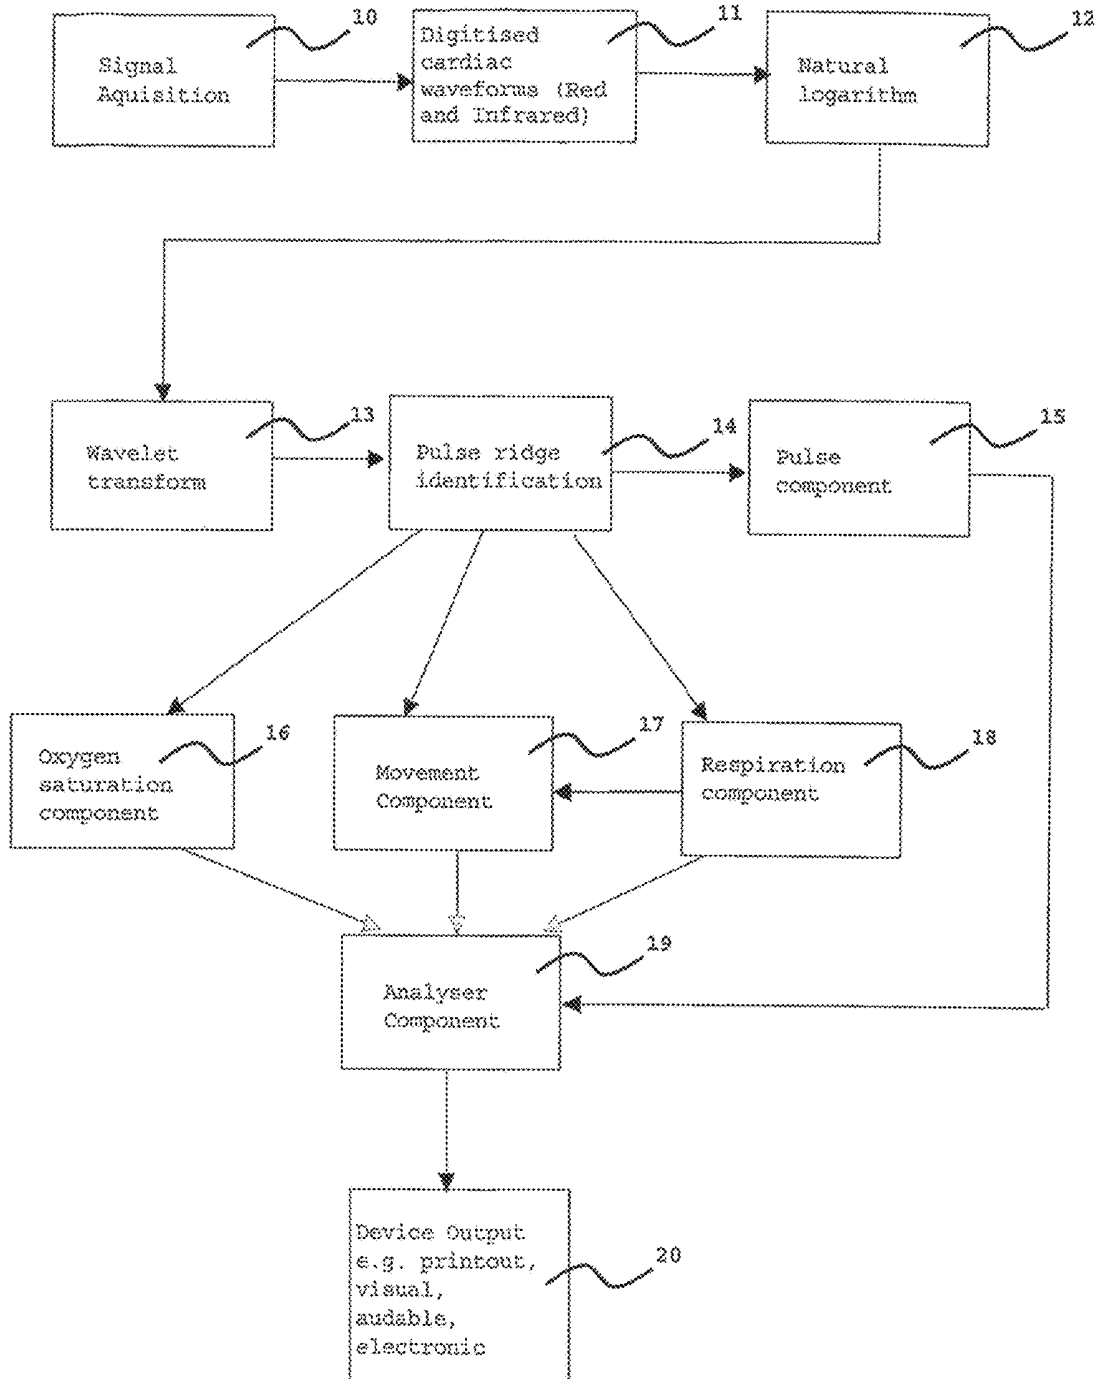 10
Signal
Aquisition
11
Digitised
cardiac
waveforms (Red
and Infrared)
12
Natural
logarithm
13
Wavelet
transform
14
Pulse ridge
identification
15
Pulse
component
16
Oxygen
saturation
component
17
Movement
Component
18
Respiration
component
19
Analyser
Component
20
Device Output
e.g. printout,
visual,
audable,
electronic